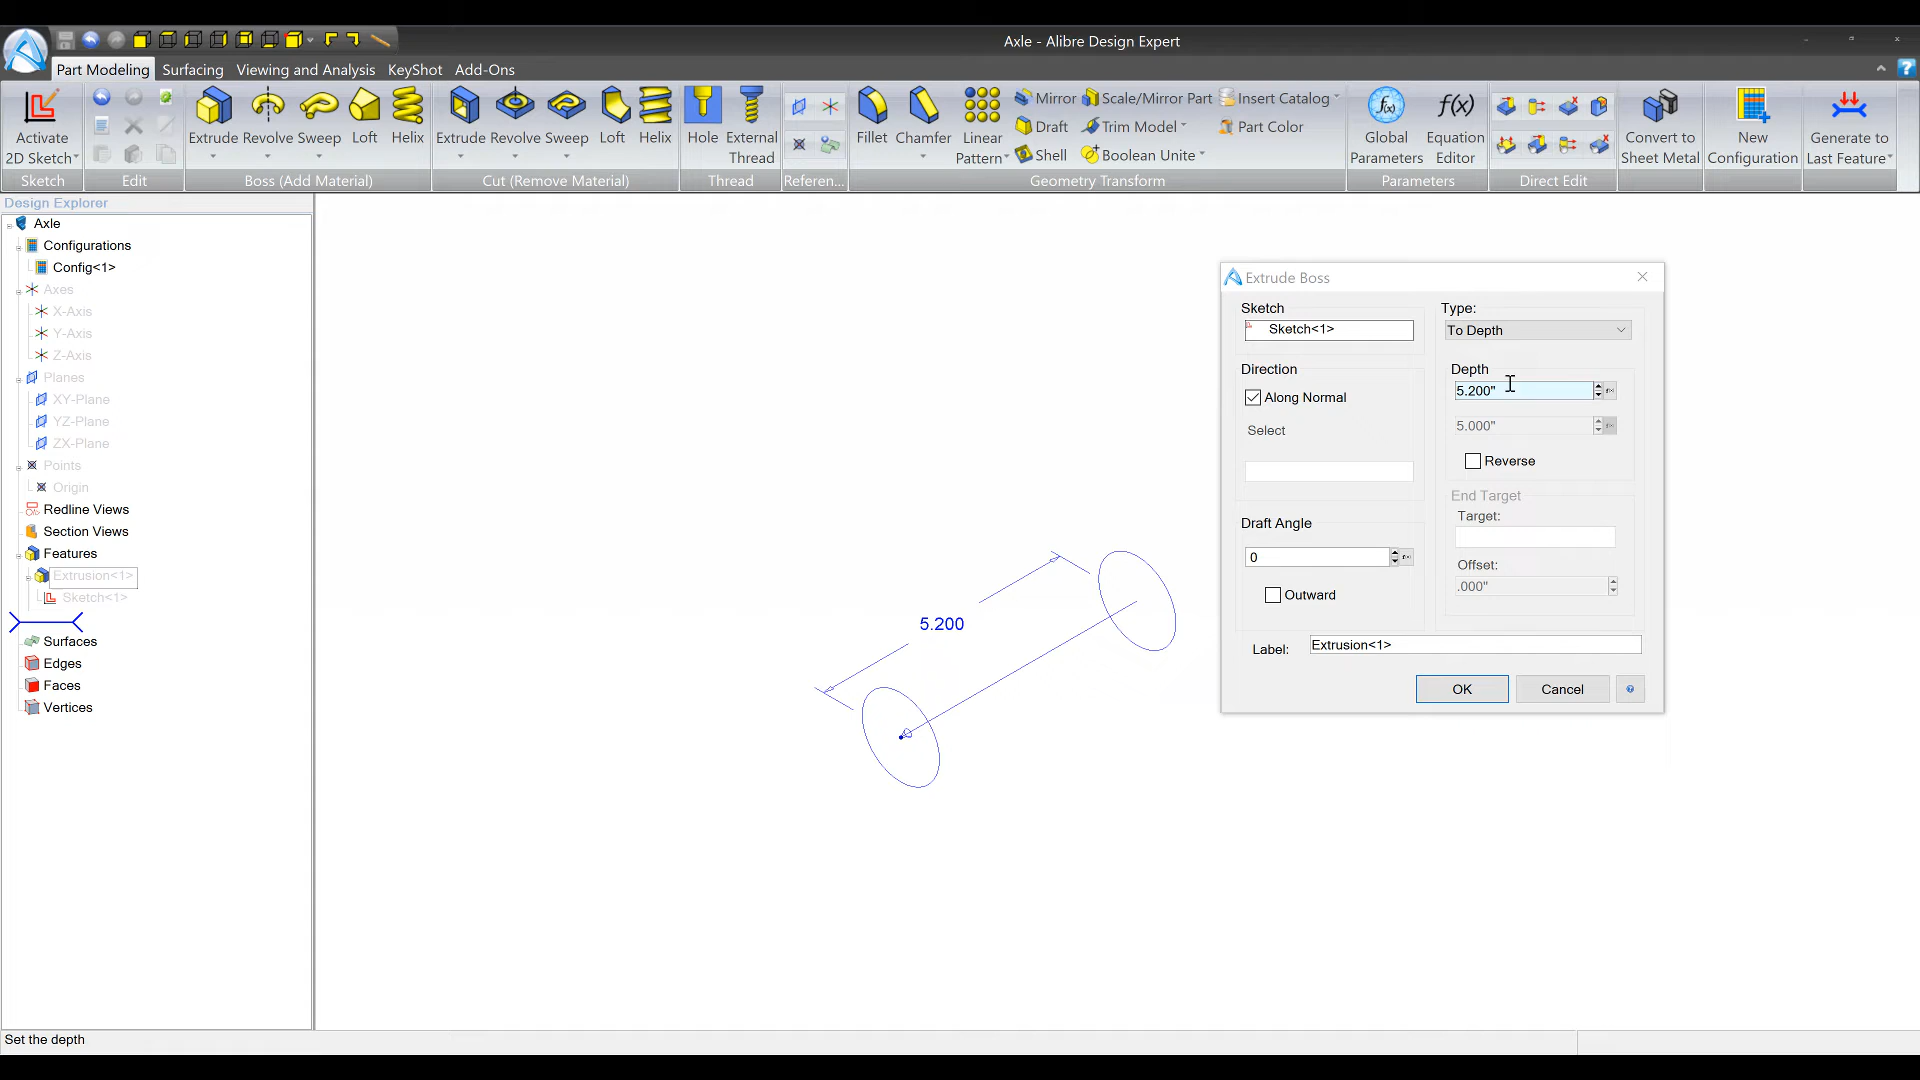 Axle - Alibre Design Expert
Part Modeling Surfacing Viewing and Analysis KeyShot Add-Ons
Activate 2D Sketch
Extrude Revolve Sweep Loft Helix
Extrude Revolve Sweep Loft Helix
Hole External Thread
Fillet Chamfer Linear Pattern
Mirror Scale/Mirror Part Insert Catalog
Draft Trim Model Part Color
Shell Boolean Unite
Global Parameters Equation Editor
Convert to Sheet Metal
New Configuration
Generate to Last Feature
Sketch Edit Boss (Add Material) Cut (Remove Material) Thread Referen... Geometry Transform Parameters Direct Edit
Design Explorer
Axle
Configurations
Config<1>
Axes
X-Axis
Y-Axis
Z-Axis
Planes
XY-Plane
YZ-Plane
ZX-Plane
Points
Origin
Redline Views
Section Views
Features
Extrusion<1>
Sketch<1>
Surfaces
Edges
Faces
Vertices
5.200
Extrude Boss
Sketch
Sketch<1>
Type:
To Depth
Direction
Along Normal
Select
Depth
5.200"
5.000"
Reverse
Draft Angle
0
Outward
End Target
Target:
Offset:
.000"
Label: Extrusion<1>
OK Cancel
Set the depth